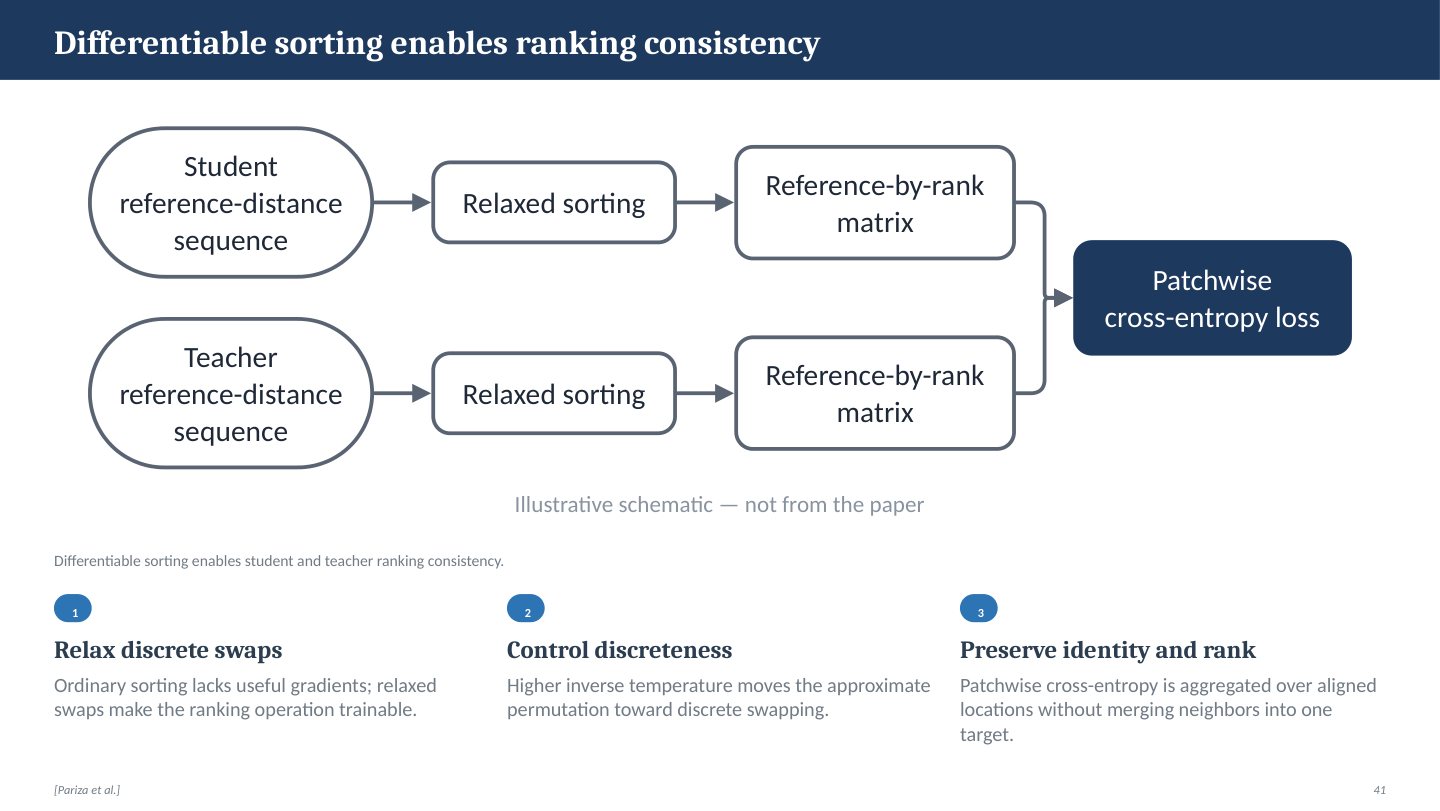 Differentiable sorting enables ranking consistency
Student
reference-distance
sequence
Relaxed sorting
Reference-by-rank
matrix
Patchwise
cross-entropy loss
Teacher
reference-distance
sequence
Relaxed sorting
Reference-by-rank
matrix
Illustrative schematic — not from the paper
Differentiable sorting enables student and teacher ranking consistency.
1
Relax discrete swaps
Ordinary sorting lacks useful gradients; relaxed
swaps make the ranking operation trainable.
2
Control discreteness
Higher inverse temperature moves the approximate
permutation toward discrete swapping.
3
Preserve identity and rank
Patchwise cross-entropy is aggregated over aligned
locations without merging neighbors into one
target.
[Pariza et al.]
41